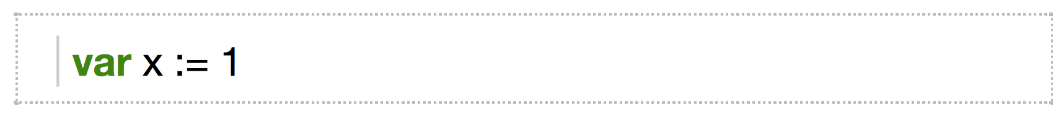 var x := 1